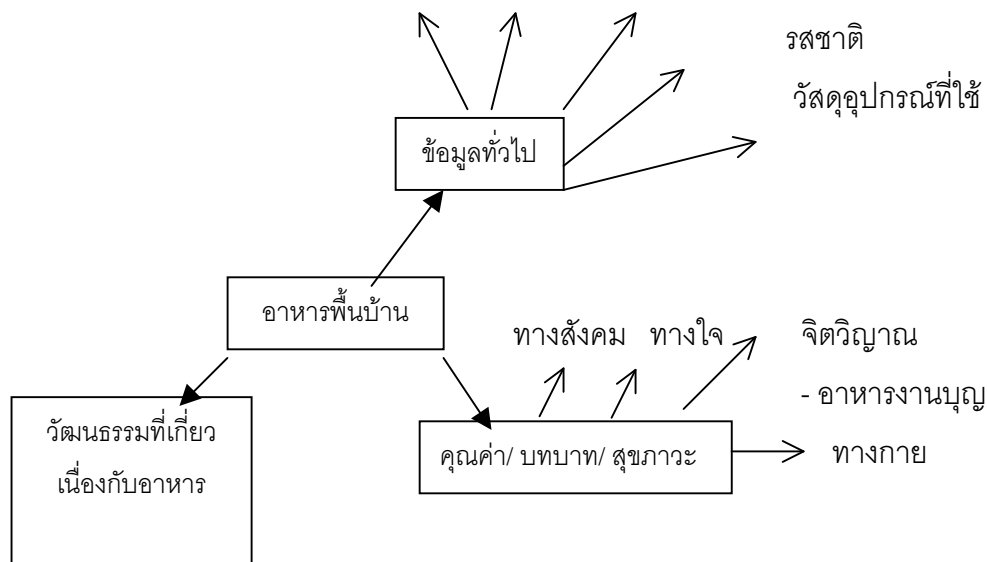 รสชาติ
วัสดุอุปกรณ์ที่ใช้
ข้อมูลทั่วไป
อาหารพื้นบ้าน
ทางสังคม ทางใจ จิตวิญาณ
- อาหารงานบุญ
วัฒนธรรมที่เกี่ยว
เนื่องกับอาหาร
คุณค่า/ บทบาท/ สุขภาวะ
ทางกาย